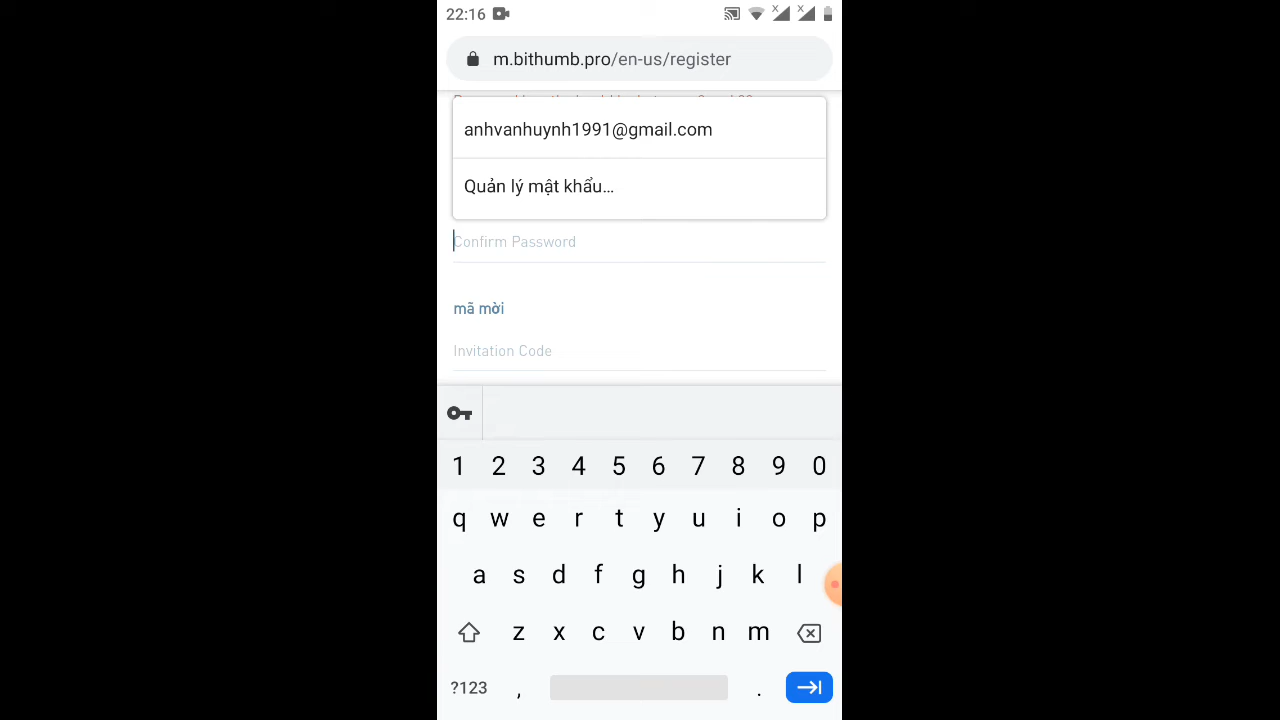 22:16
m.bithumb.pro/en-us/register
anhvanhuynh1991@gmail.com
Quản lý mật khẩu...
Confirm Password
mã mời
Invitation Code
1 2 3 4 5 6 7 8 9 0
q w e r t y u i o p
a s d f g h j k l
z x c v b n m
?123 , .